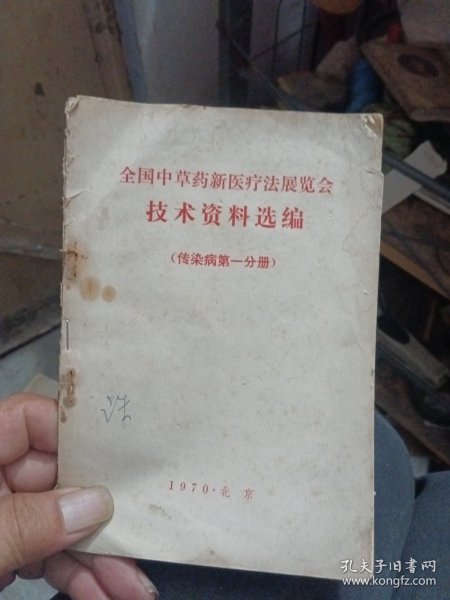 全国中草药新医疗法展览会
技术资料选编
(传染病第一分册)
1970·北京
孔夫子旧书网
www.kongfz.com